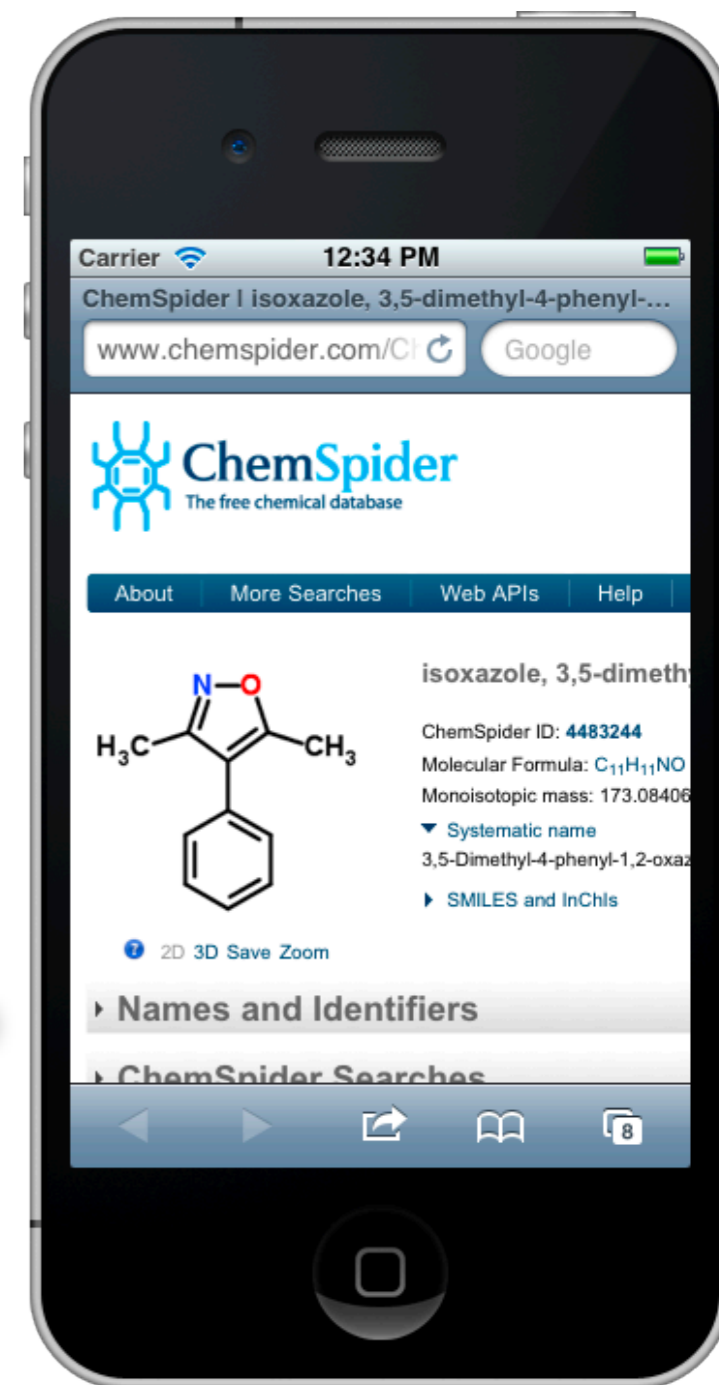 Carrier 12:34 PM
ChemSpider | isoxazole, 3,5-dimethyl-4-phenyl-...
www.chemspider.com/Ch Google
ChemSpider
The free chemical database
About More Searches Web APIs Help
isoxazole, 3,5-dimethy
N O
H3C CH3
ChemSpider ID: 4483244
Molecular Formula: C11H11NO
Monoisotopic mass: 173.08406
Systematic name
3,5-Dimethyl-4-phenyl-1,2-oxaz
SMILES and InChIs
? 2D 3D Save Zoom
Names and Identifiers
ChemSpider Searches
8